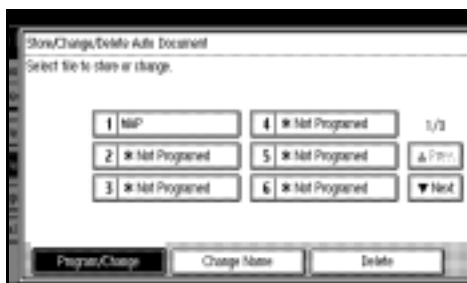 Store/Change/Delete Auto Document
Select file to store or change.
1 MAP
4 * Not Programed
1/3
2 * Not Programed
5 * Not Programed
▲Prev.
3 * Not Programed
6 * Not Programed
▼Next
Program/Change
Change Name
Delete